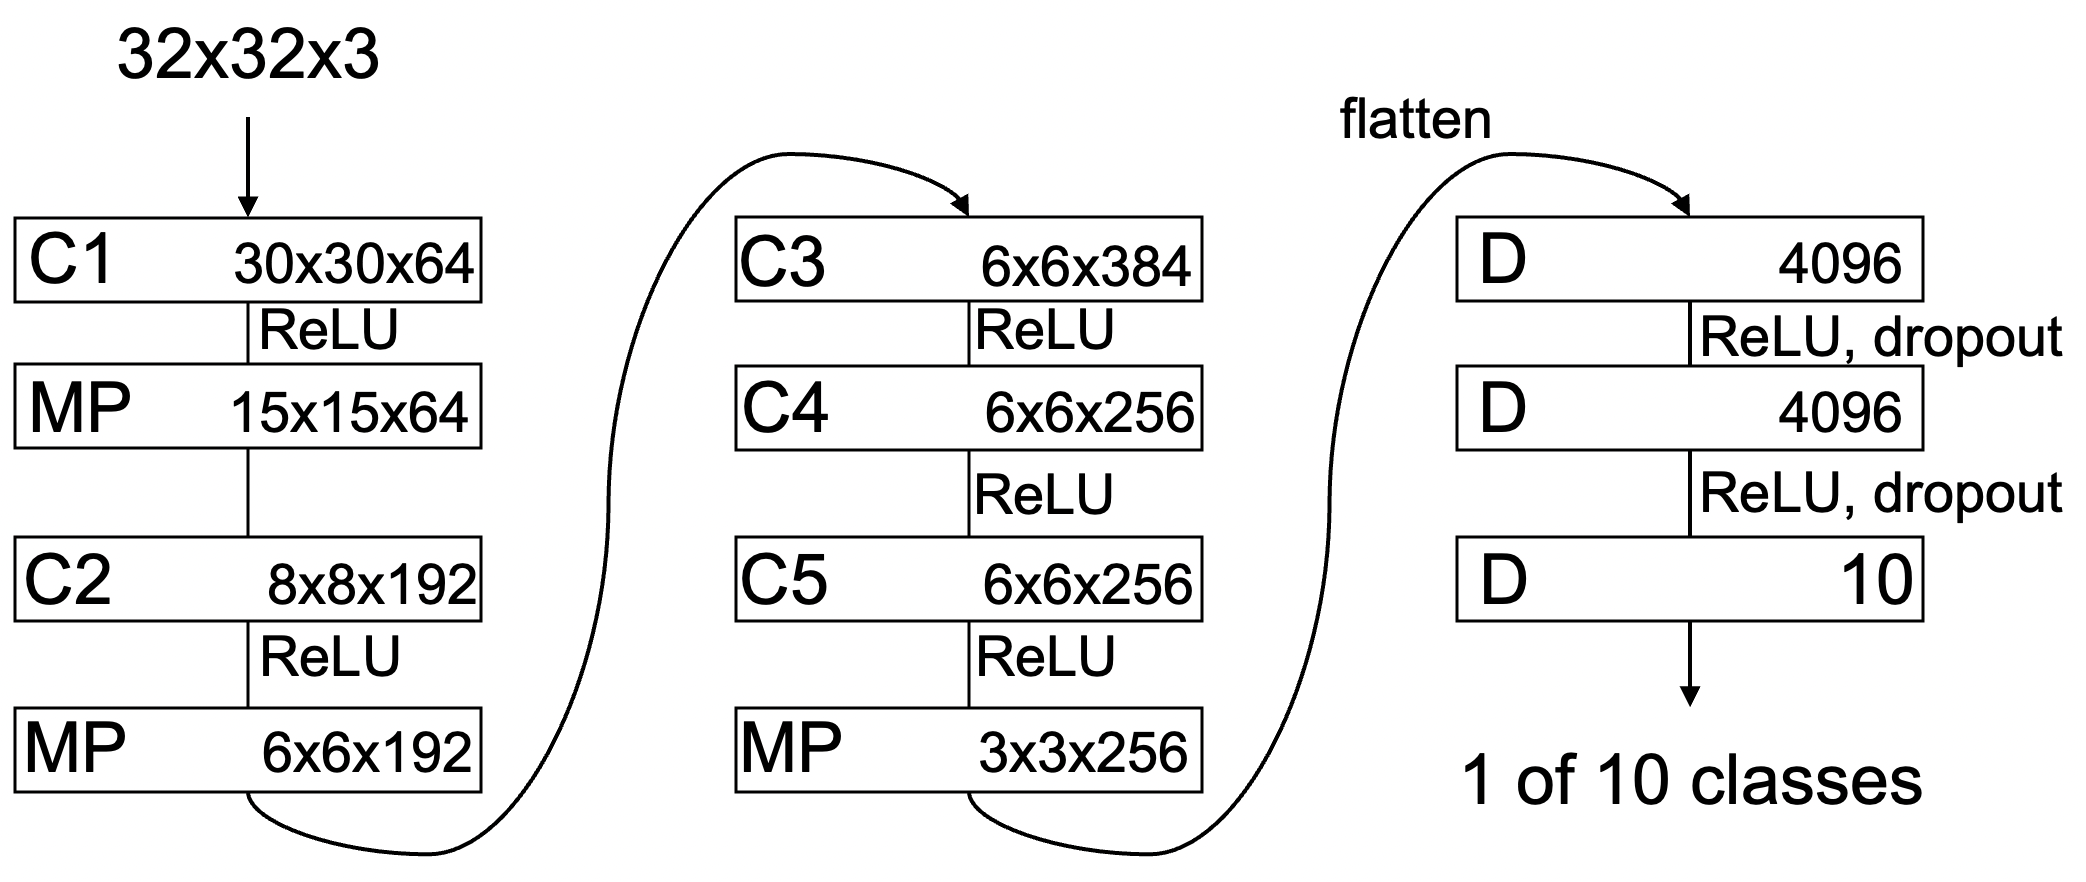 32x32x3
C1 30x30x64
ReLU
MP 15x15x64
C2 8x8x192
ReLU
MP 6x6x192
C3 6x6x384
ReLU
C4 6x6x256
ReLU
C5 6x6x256
ReLU
MP 3x3x256
flatten
D 4096
ReLU, dropout
D 4096
ReLU, dropout
D 10
1 of 10 classes